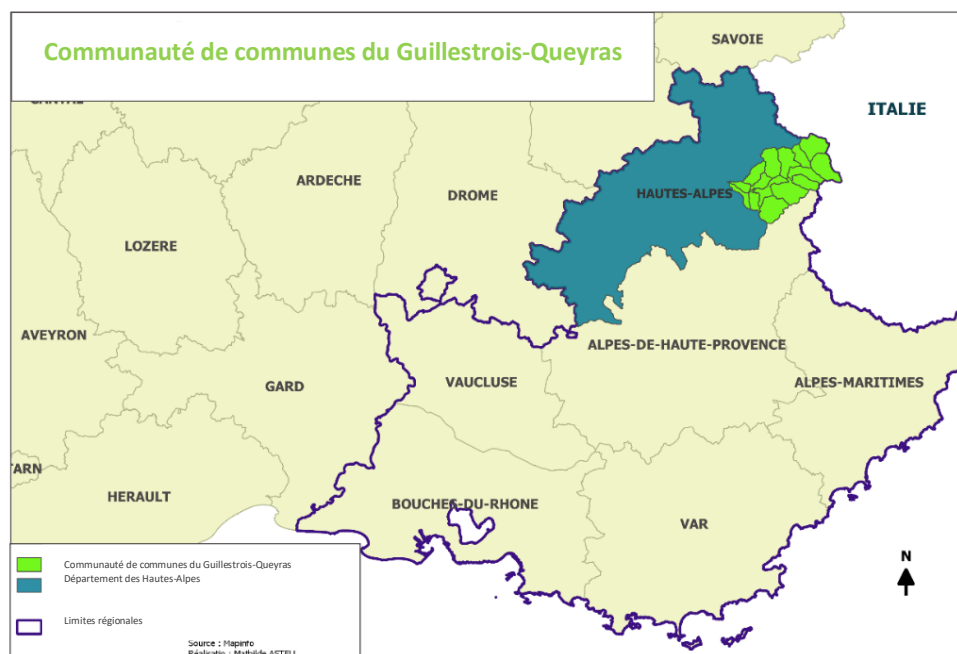 Communauté de communes du Guillestrois-Queyras
SAVOIE
ITALIE
ARDECHE
DROME
HAUTES-ALPES
LOZERE
AVEYRON
ALPES-DE-HAUTE-PROVENCE
GARD
VAUCLUSE
ALPES-MARITIMES
TARN
HERAULT
BOUCHES-DU-RHONE
VAR
N
Communauté de communes du Guillestrois-Queyras
Département des Hautes-Alpes
Limites régionales
Source : Mapinfo